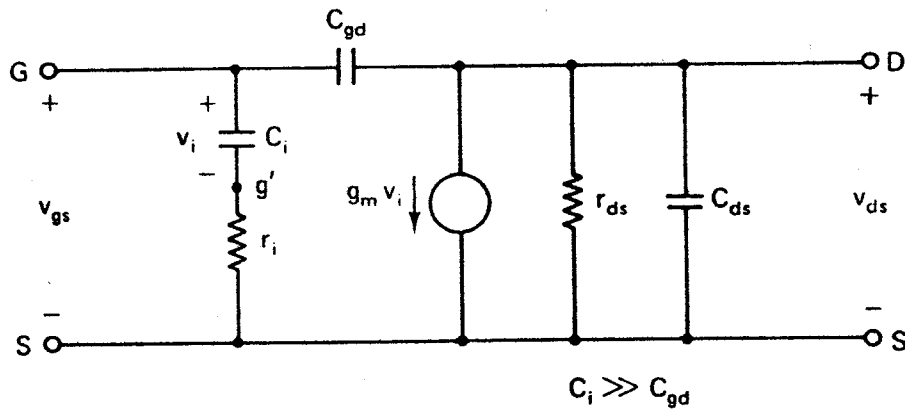 C_gd
G
D
+
+
+
v_i
C_i
−
g′
g_m v_i
r_ds
C_ds
v_gs
v_ds
r_i
−
−
S
S
C_i ≫ C_gd